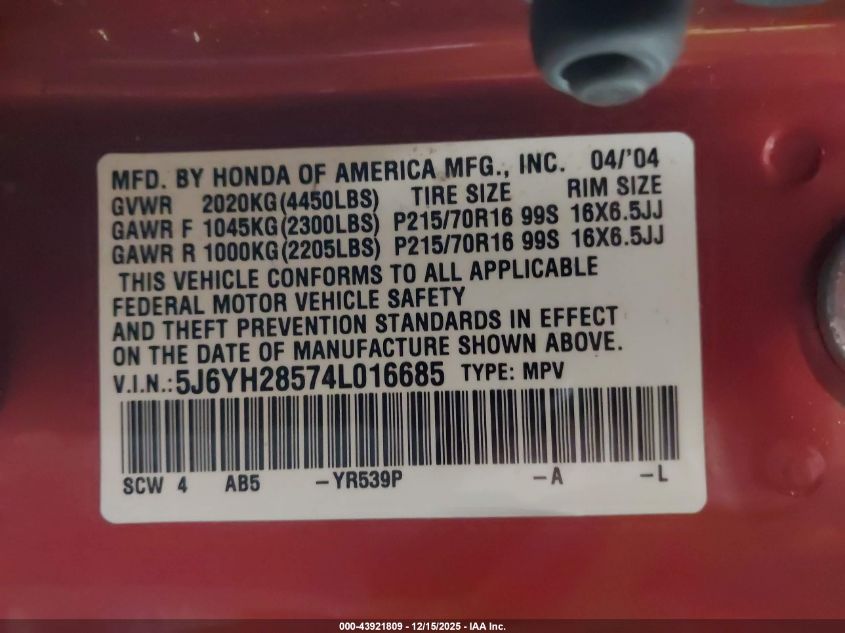 MFD. BY HONDA OF AMERICA MFG., INC. 04/'04
GVWR 2020KG(4450LBS) TIRE SIZE RIM SIZE
GAWR F 1045KG(2300LBS) P215/70R16 99S 16X6.5JJ
GAWR R 1000KG(2205LBS) P215/70R16 99S 16X6.5JJ
THIS VEHICLE CONFORMS TO ALL APPLICABLE
FEDERAL MOTOR VEHICLE SAFETY
AND THEFT PREVENTION STANDARDS IN EFFECT
ON THE DATE OF MANUFACTURE SHOWN ABOVE.
V.I.N.:5J6YH28574L016685 TYPE: MPV
SCW 4 AB5 -YR539P -A -L
000-43921809 - 12/15/2025 - IAA Inc.